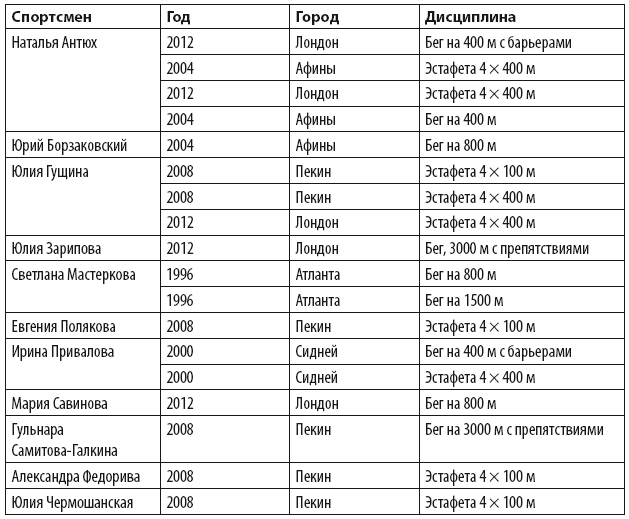 Спортсмен Год Город Дисциплина
Наталья Антюх 2012 Лондон Бег на 400 м с барьерами
2004 Афины Эстафета 4 × 400 м
2012 Лондон Эстафета 4 × 400 м
2004 Афины Бег на 400 м
Юрий Борзаковский 2004 Афины Бег на 800 м
Юлия Гущина 2008 Пекин Эстафета 4 × 100 м
2008 Пекин Эстафета 4 × 400 м
2012 Лондон Эстафета 4 × 400 м
Юлия Зарипова 2012 Лондон Бег, 3000 м с препятствиями
Светлана Мастеркова 1996 Атланта Бег на 800 м
1996 Атланта Бег на 1500 м
Евгения Полякова 2008 Пекин Эстафета 4 × 100 м
Ирина Привалова 2000 Сидней Бег на 400 м с барьерами
2000 Сидней Эстафета 4 × 400 м
Мария Савинова 2012 Лондон Бег на 800 м
Гульнара 2008 Пекин Бег на 3000 м с препятствиями
Самитова-Галкина
Александра Федорива 2008 Пекин Эстафета 4 × 100 м
Юлия Чермошанская 2008 Пекин Эстафета 4 × 100 м